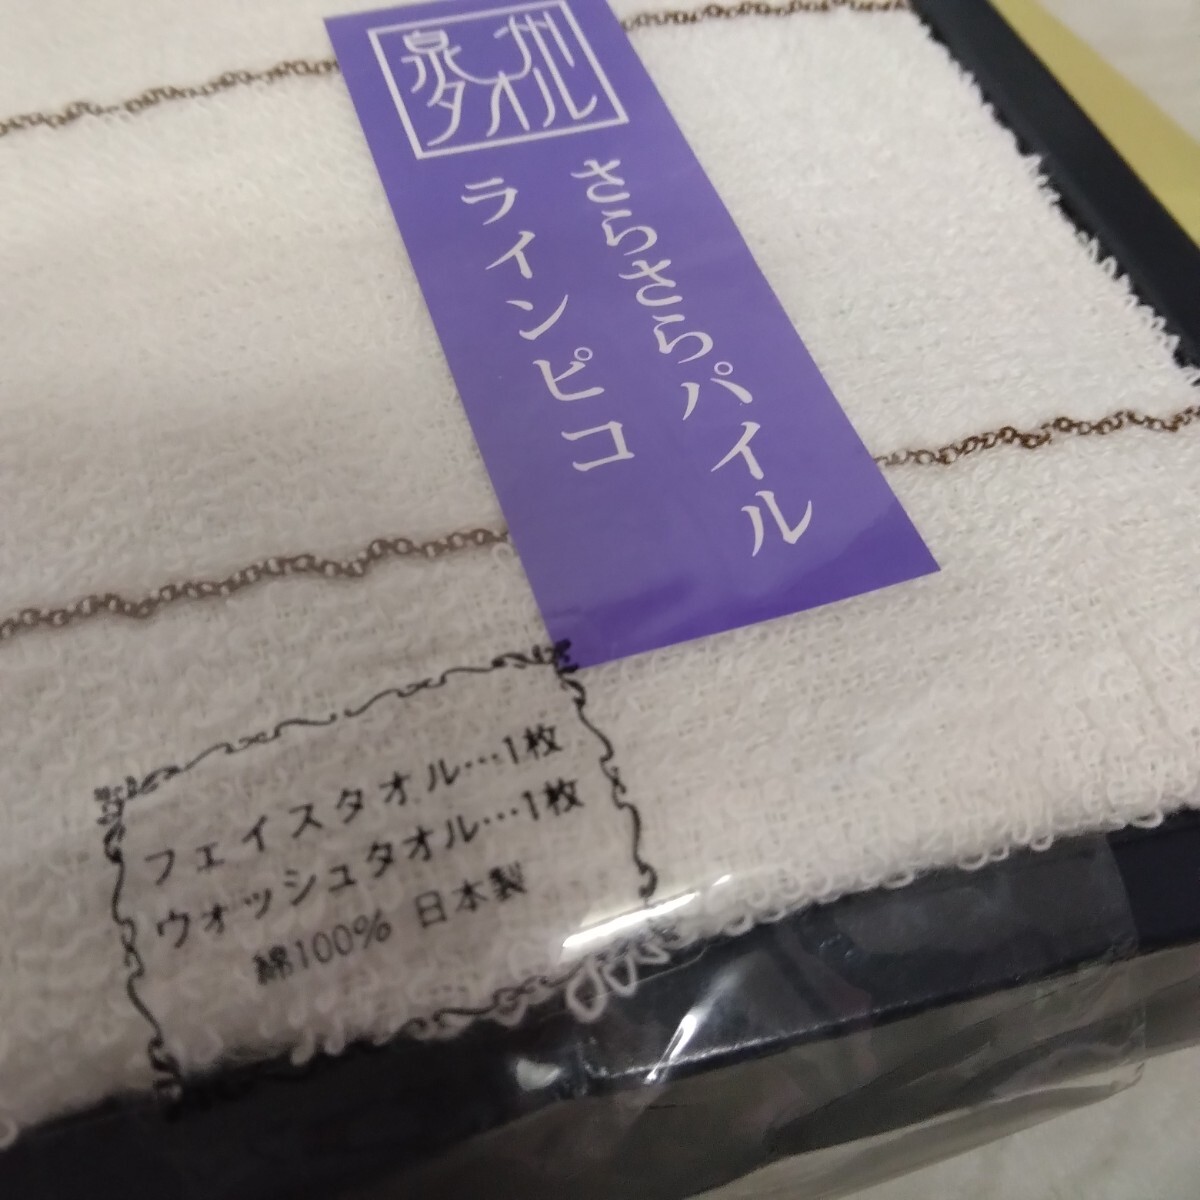 泉州
タオル
さらさらパイル
ラインピコ
フェイスタオル…1枚
ウォッシュタオル…1枚
綿100% 日本製